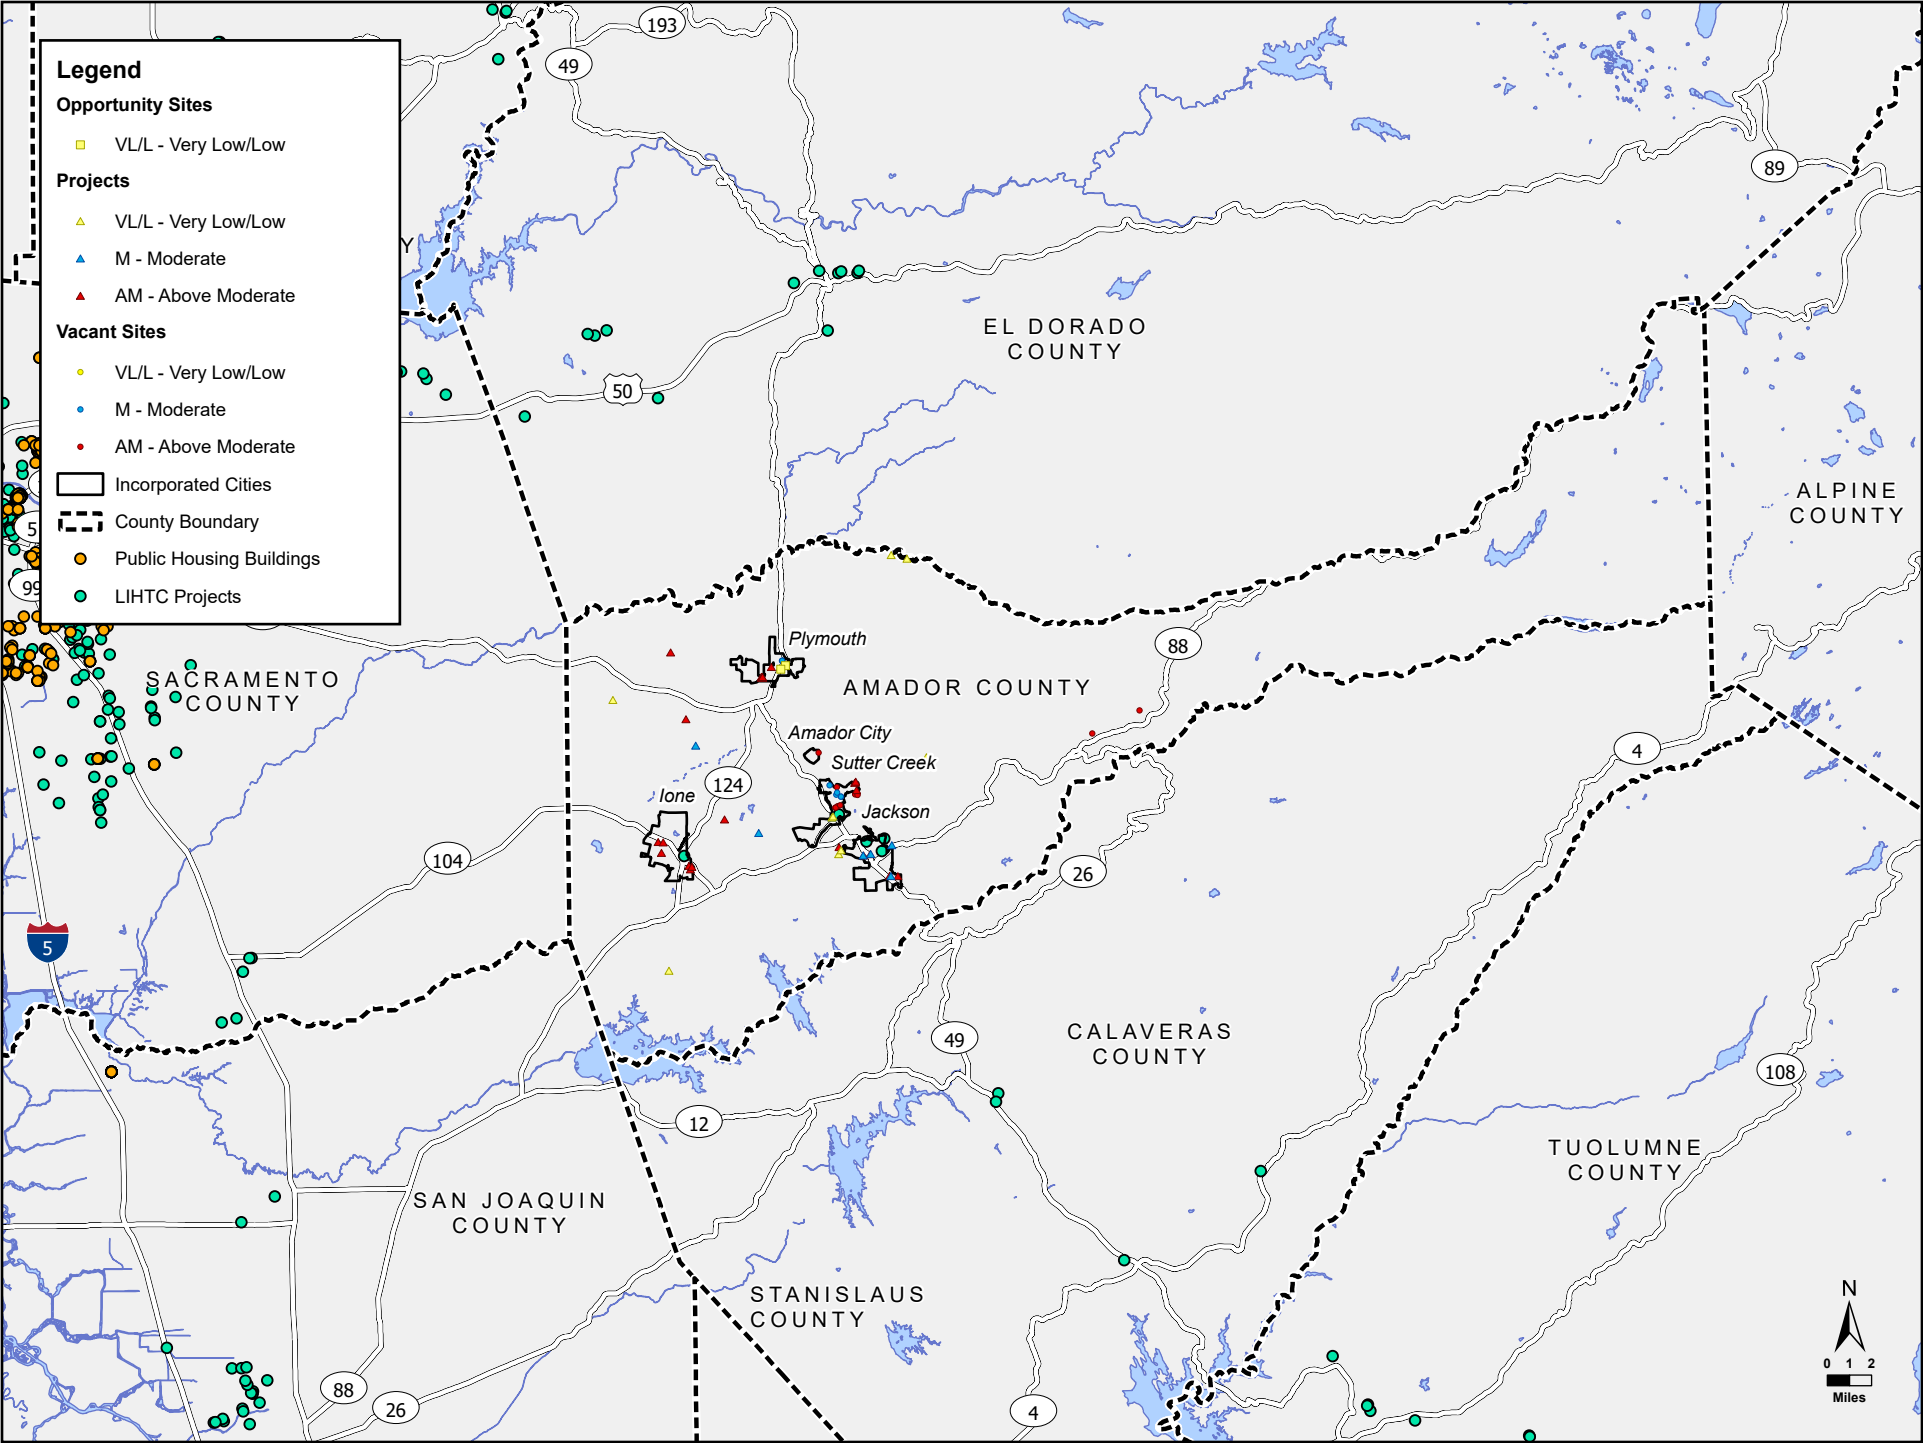 193
49
Legend
Opportunity Sites
VL/L - Very Low/Low
Projects
VL/L - Very Low/Low
M - Moderate
AM - Above Moderate
Vacant Sites
VL/L - Very Low/Low
M - Moderate
AM - Above Moderate
Incorporated Cities
County Boundary
Public Housing Buildings
LIHTC Projects
Y
89
EL DORADO
COUNTY
50
ALPINE
COUNTY
5
99
Plymouth
88
SACRAMENTO
COUNTY
AMADOR COUNTY
Amador City
Sutter Creek
4
124
Ione
Jackson
104
26
5
49
CALAVERAS
COUNTY
108
12
TUOLUMNE
COUNTY
SAN JOAQUIN
COUNTY
STANISLAUS
COUNTY
N
0 1 2
Miles
88
26
4